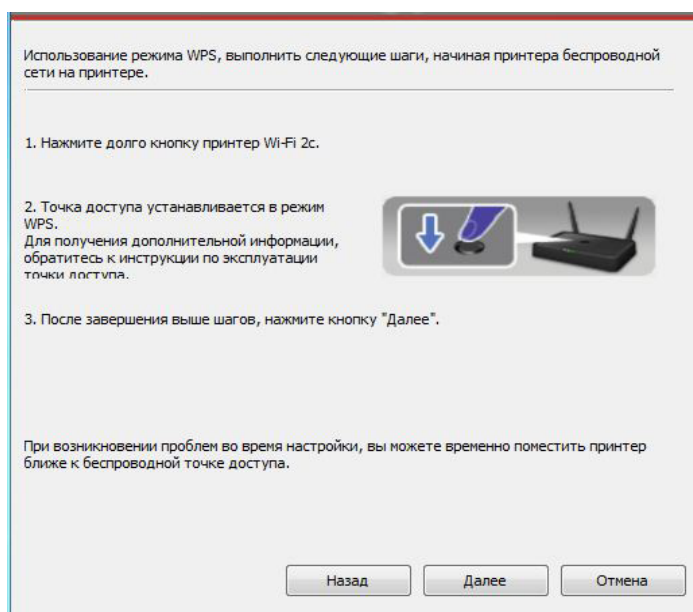 Использование режима WPS, выполнить следующие шаги, начиная принтера беспроводной
сети на принтере.
1. Нажмите долго кнопку принтер Wi-Fi 2с.
2. Точка доступа устанавливается в режим
WPS.
Для получения дополнительной информации,
обратитесь к инструкции по эксплуатации
точки доступа.
3. После завершения выше шагов, нажмите кнопку "Далее".
При возникновении проблем во время настройки, вы можете временно поместить принтер
ближе к беспроводной точке доступа.
Назад Далее Отмена